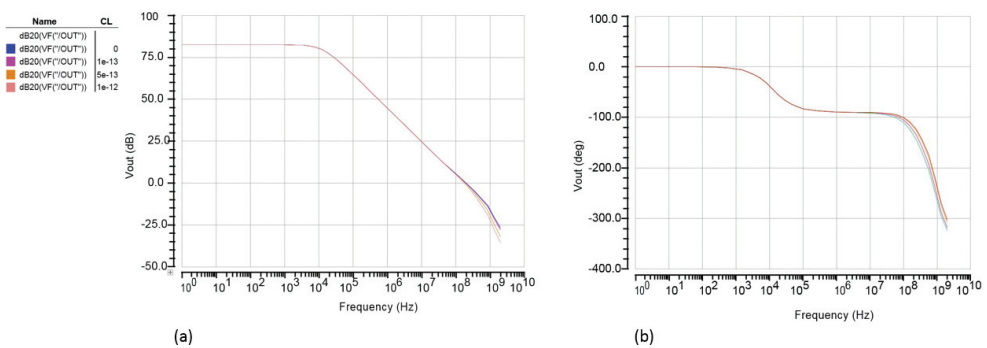 Name CL
dB20(VF("/OUT"))
dB20(VF("/OUT")) 0
dB20(VF("/OUT")) 1e-13
dB20(VF("/OUT")) 5e-13
dB20(VF("/OUT")) 1e-12
100
75.0
50.0
25.0
0.0
-25.0
-50.0
Vout (dB)
10^0 10^1 10^2 10^3 10^4 10^5 10^6 10^7 10^8 10^9 10^10
Frequency (Hz)
(a)
100.0
0.0
-100.0
-200.0
-300.0
-400.0
Vout (deg)
10^0 10^1 10^2 10^3 10^4 10^5 10^6 10^7 10^8 10^9 10^10
Frequency (Hz)
(b)